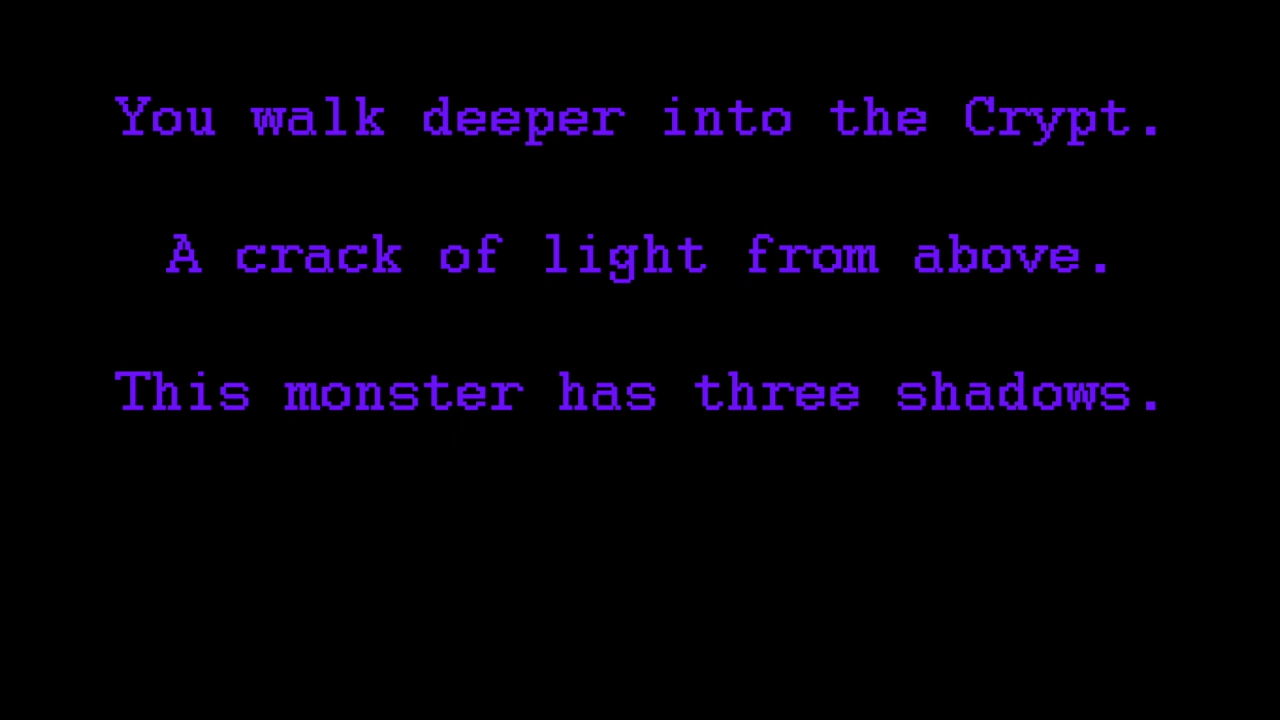 You walk deeper into the Crypt.
A crack of light from above.
This monster has three shadows.